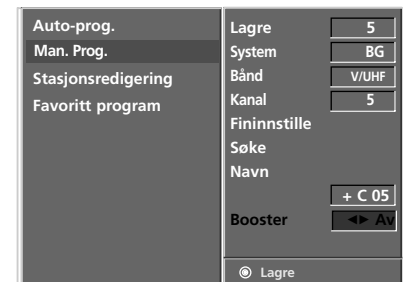 Auto-prog.
Man. Prog.
Stasjonsredigering
Favoritt program
Lagre 5
System BG
Bånd V/UHF
Kanal 5
Fininnstille
Søke
Navn
+ C 05
Booster ◄► Av
◉ Lagre